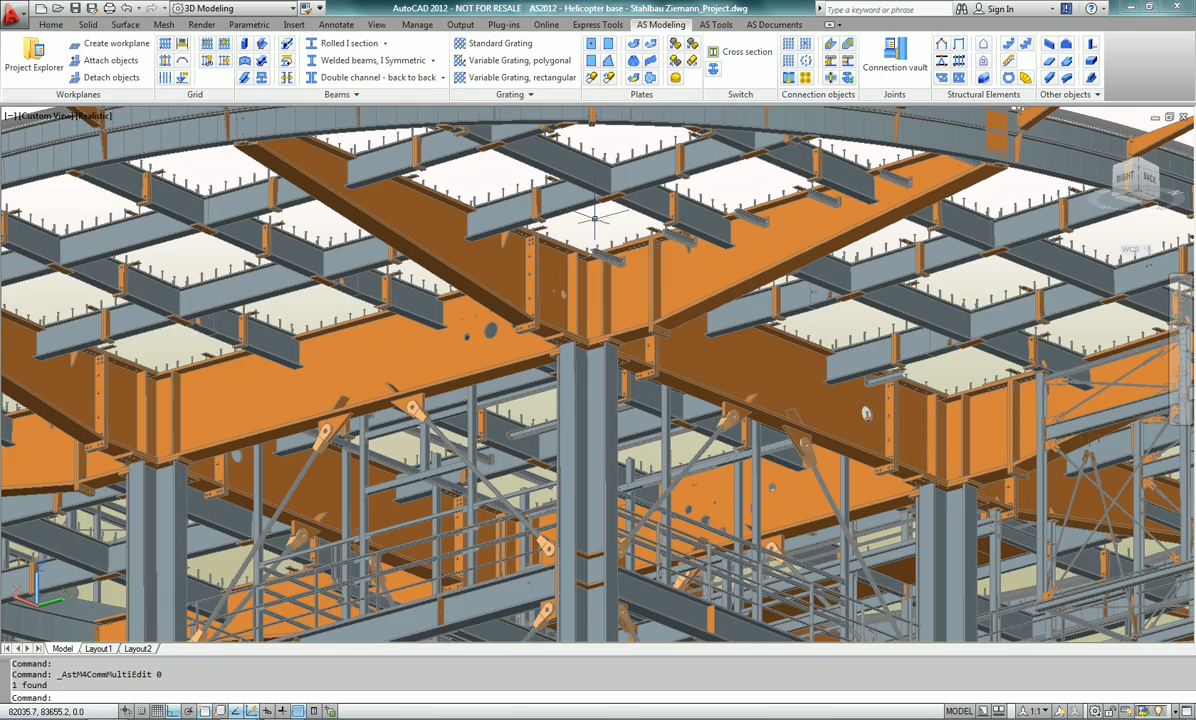 3D Modeling
AutoCAD 2012 - NOT FOR RESALE AS2012 - Helicopter base - Stahlbau Ziemann_Project.dwg
Type a keyword or phrase
Sign In
Home Solid Surface Mesh Render Parametric Insert Annotate View Manage Output Plug-ins Online Express Tools AS Modeling AS Tools AS Documents
Project Explorer
Create workplane
Attach objects
Detach objects
Rolled I section
Welded beams, I Symmetric
Double channel - back to back
Standard Grating
Variable Grating, polygonal
Variable Grating, rectangular
Cross section
Connection vault
Workplanes Grid Beams Grating Plates Switch Connection objects Joints Structural Elements Other objects
[-][Custom View][Realistic]
RIGHT BACK
WCS
Model Layout1 Layout2
Command:
Command: _AstM4CommMultiEdit 0
1 found
Command:
82035.7, 83655.2, 0.0
MODEL
1:1